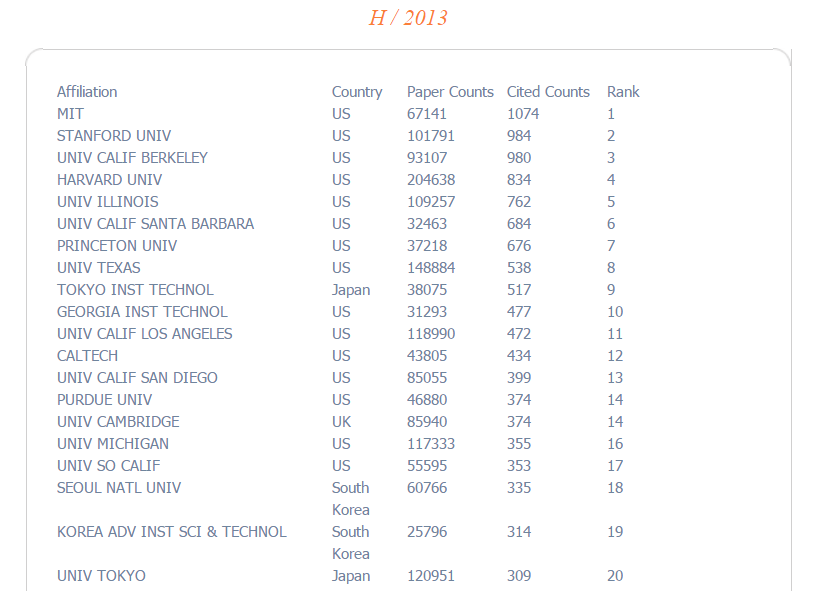 H / 2013
Affiliation Country Paper Counts Cited Counts Rank
MIT US 67141 1074 1
STANFORD UNIV US 101791 984 2
UNIV CALIF BERKELEY US 93107 980 3
HARVARD UNIV US 204638 834 4
UNIV ILLINOIS US 109257 762 5
UNIV CALIF SANTA BARBARA US 32463 684 6
PRINCETON UNIV US 37218 676 7
UNIV TEXAS US 148884 538 8
TOKYO INST TECHNOL Japan 38075 517 9
GEORGIA INST TECHNOL US 31293 477 10
UNIV CALIF LOS ANGELES US 118990 472 11
CALTECH US 43805 434 12
UNIV CALIF SAN DIEGO US 85055 399 13
PURDUE UNIV US 46880 374 14
UNIV CAMBRIDGE UK 85940 374 14
UNIV MICHIGAN US 117333 355 16
UNIV SO CALIF US 55595 353 17
SEOUL NATL UNIV South 60766 335 18
Korea
KOREA ADV INST SCI & TECHNOL South 25796 314 19
Korea
UNIV TOKYO Japan 120951 309 20